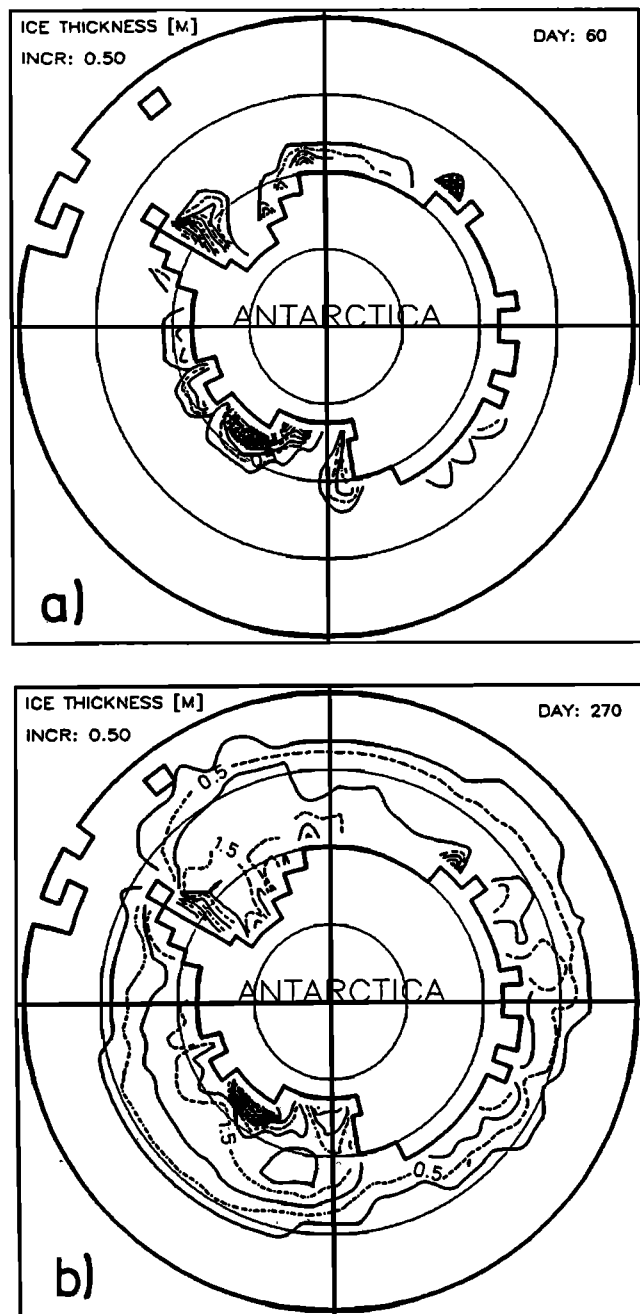 ICE THICKNESS [M]
DAY: 60
INCR: 0.50
ANTARCTICA
a)
ICE THICKNESS [M]
DAY: 270
INCR: 0.50
0.5
1.5
ANTARCTICA
1.5
0.5
b)